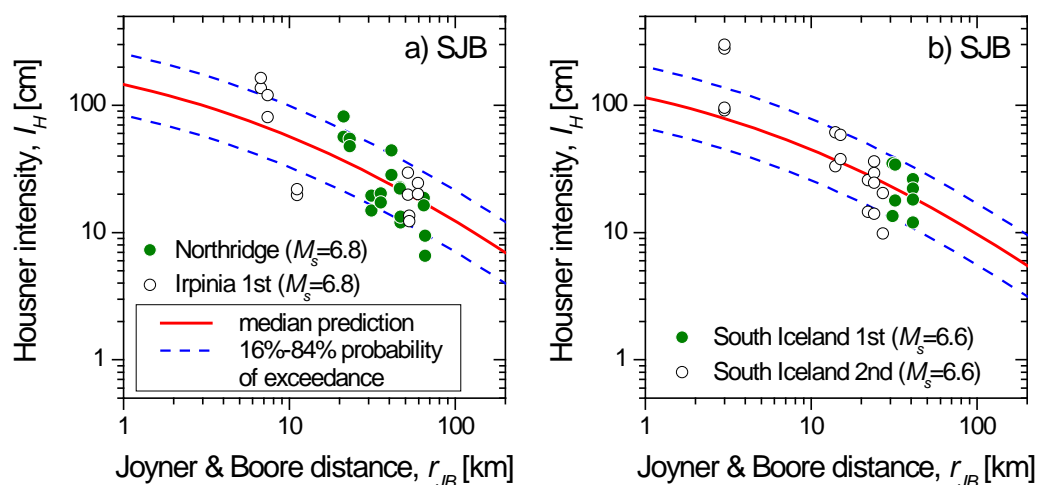 a) SJB
Housner intensity, I_H [cm]
100
10
1
Northridge (M_s=6.8)
Irpinia 1st (M_s=6.8)
median prediction
16%-84% probability
of exceedance
1
10
100
Joyner & Boore distance, r_JB [km]
b) SJB
Housner intensity, I_H [cm]
100
10
1
South Iceland 1st (M_s=6.6)
South Iceland 2nd (M_s=6.6)
1
10
100
Joyner & Boore distance, r_JB [km]